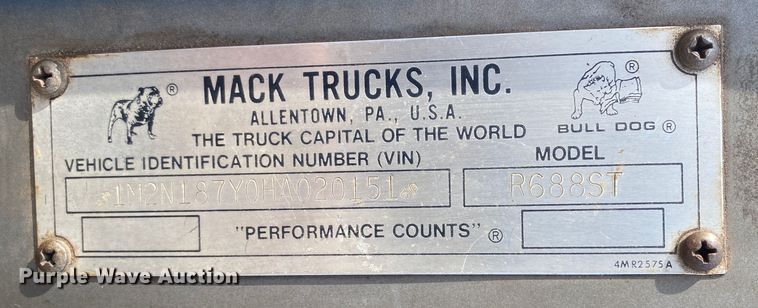 MACK TRUCKS, INC.
ALLENTOWN, PA., U.S.A.
THE TRUCK CAPITAL OF THE WORLD
BULL DOG ®
VEHICLE IDENTIFICATION NUMBER (VIN) MODEL
*1M2N187Y0HA020151* R688ST
"PERFORMANCE COUNTS" ®
4MR2575A
Purple Wave Auction